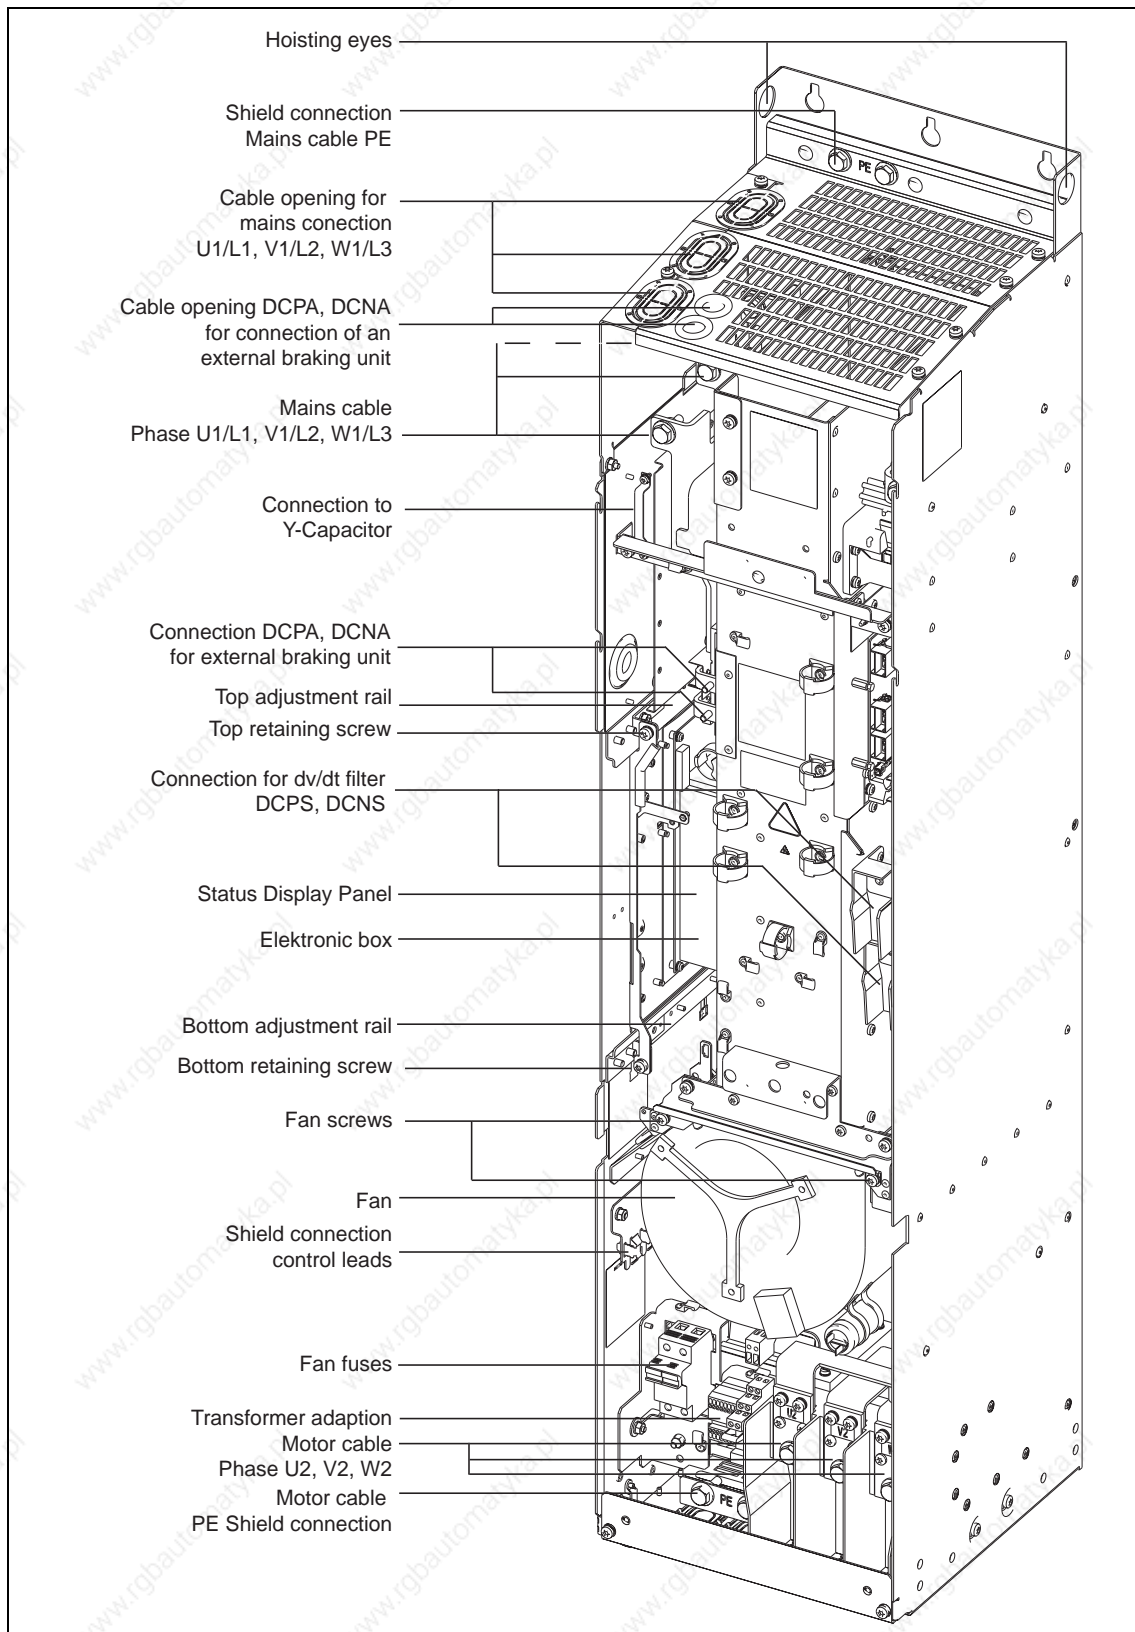 Hoisting eyes
Shield connection
Mains cable PE
Cable opening for
mains conection
U1/L1, V1/L2, W1/L3
Cable opening DCPA, DCNA
for connection of an
external braking unit
Mains cable
Phase U1/L1, V1/L2, W1/L3
Connection to
Y-Capacitor
Connection DCPA, DCNA
for external braking unit
Top adjustment rail
Top retaining screw
Connection for dv/dt filter
DCPS, DCNS
Status Display Panel
Elektronic box
Bottom adjustment rail
Bottom retaining screw
Fan screws
Fan
Shield connection
control leads
Fan fuses
Transformer adaption
Motor cable
Phase U2, V2, W2
Motor cable
PE Shield connection
PE
U2
V2
PE
www.rgbautomatyka.pl